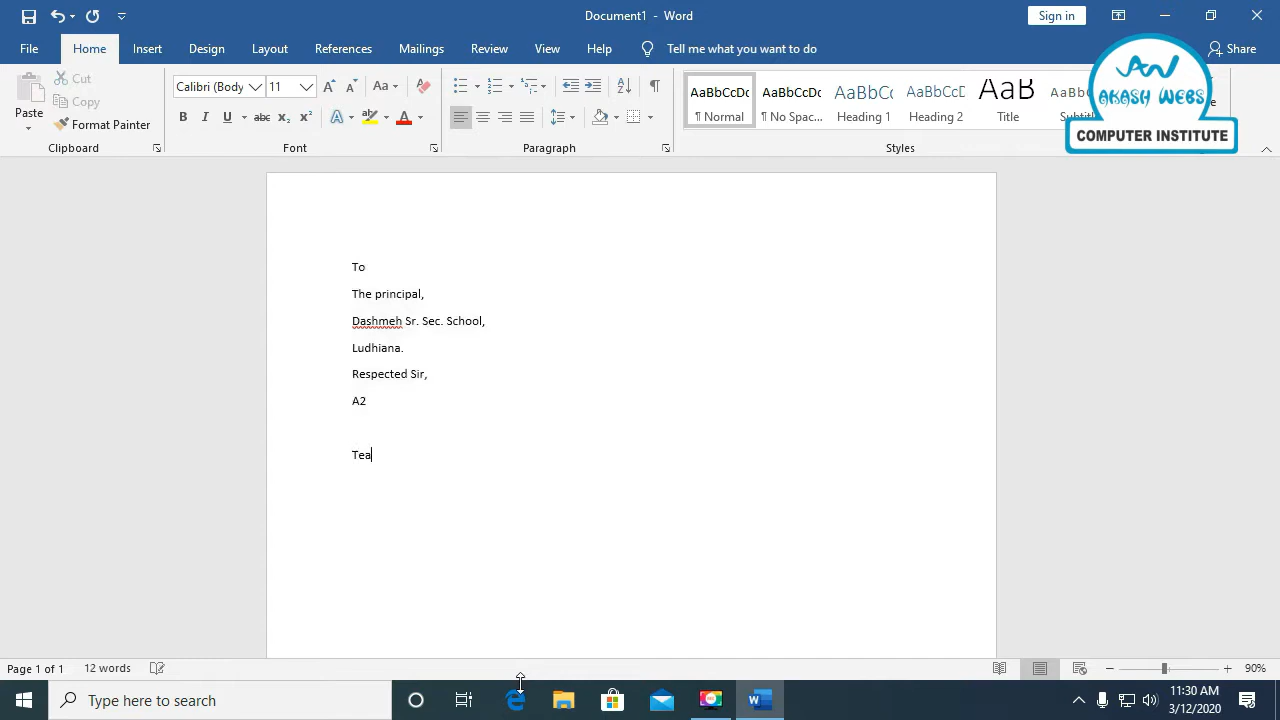 Document1 - Word
Sign in
File Home Insert Design Layout References Mailings Review View Help Tell me what you want to do Share
Paste
Cut
Copy
Format Painter
Clipboard
Calibri (Body 11
Font
Paragraph
AaBbCcDc AaBbCcDc AaBbCc AaBbCcD AaB
¶ Normal ¶ No Spac... Heading 1 Heading 2 Title
Styles
AN
AKASH WEBS
COMPUTER INSTITUTE
To
The principal,
Dashmeh Sr. Sec. School,
Ludhiana.
Respected Sir,
A2
Tea
Page 1 of 1 12 words 90%
Type here to search
11:30 AM
3/12/2020